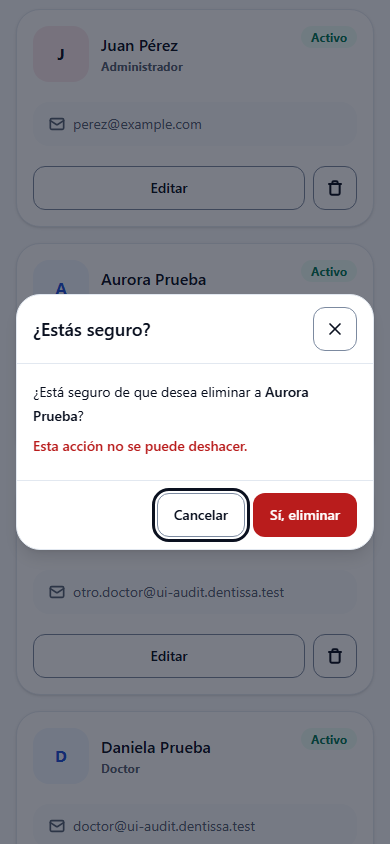 J
Juan Pérez
Activo
Administrador
perez@example.com
Editar
A
Aurora Prueba
Activo
¿Estás seguro?
¿Está seguro de que desea eliminar a Aurora
Prueba?
Esta acción no se puede deshacer.
Cancelar
Sí, eliminar
otro.doctor@ui-audit.dentissa.test
Editar
D
Daniela Prueba
Activo
Doctor
doctor@ui-audit.dentissa.test